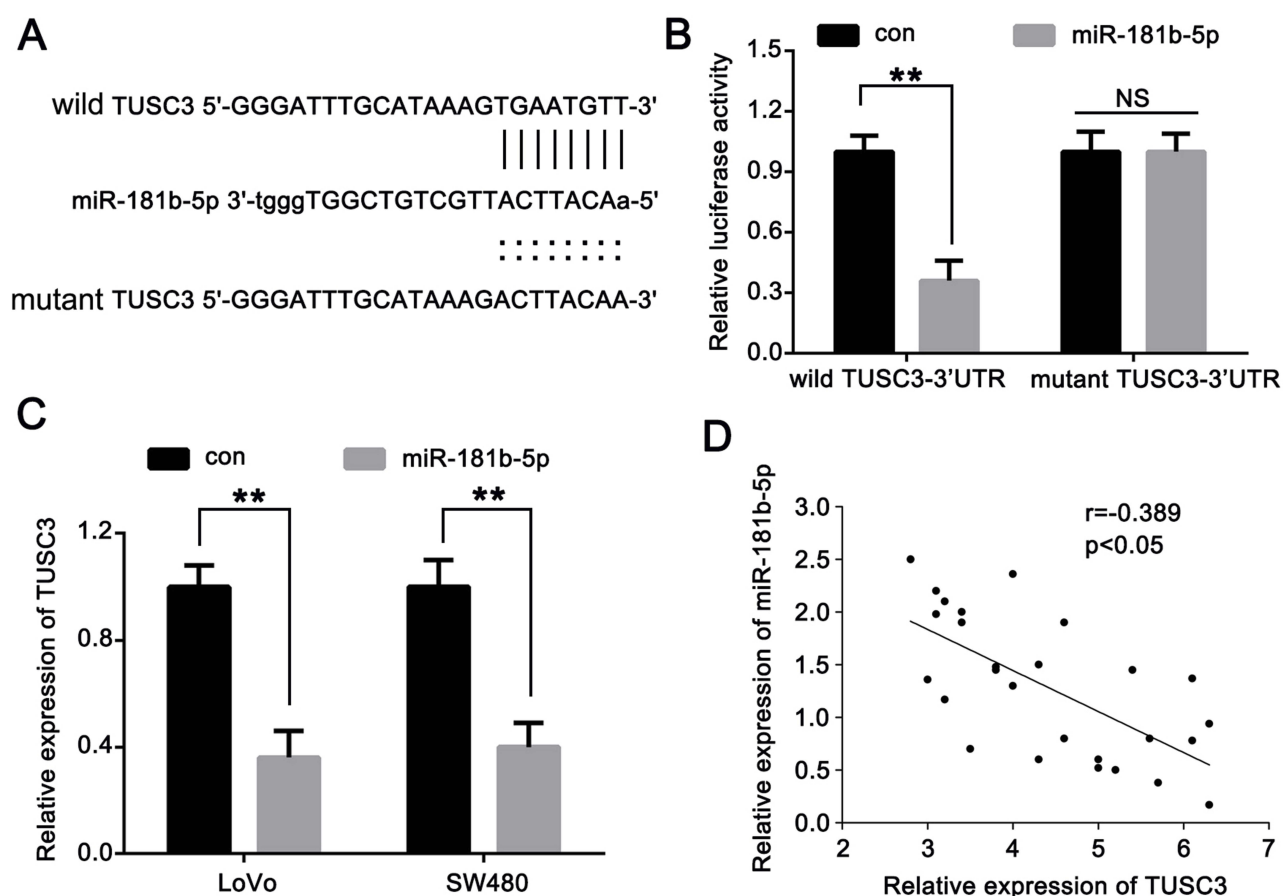 A
wild TUSC3 5'-GGGATTTGCATAAAGTGAATGTT-3'
miR-181b-5p 3'-tgggTGGCTGTCGTTACTTACAa-5'
mutant TUSC3 5'-GGGATTTGCATAAAGACTTACAA-3'
B
con miR-181b-5p
Relative luciferase activity
1.5
1.2
0.9
0.6
0.3
0.0
**
NS
wild TUSC3-3'UTR mutant TUSC3-3'UTR
C
con miR-181b-5p
Relative expression of TUSC3
1.2
0.8
0.4
0.0
**
**
LoVo SW480
D
Relative expression of miR-181b-5p
3.0
2.5
2.0
1.5
1.0
0.5
0.0
r=-0.389
p<0.05
2 3 4 5 6 7
Relative expression of TUSC3